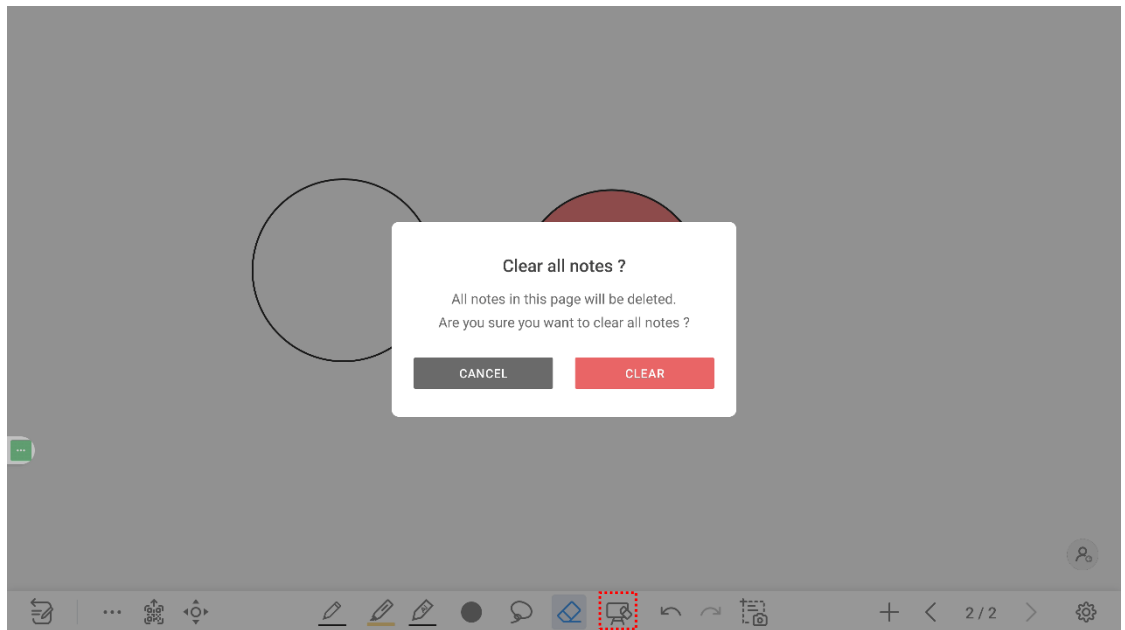 Clear all notes ?
All notes in this page will be deleted.
Are you sure you want to clear all notes ?
CANCEL CLEAR
2 / 2